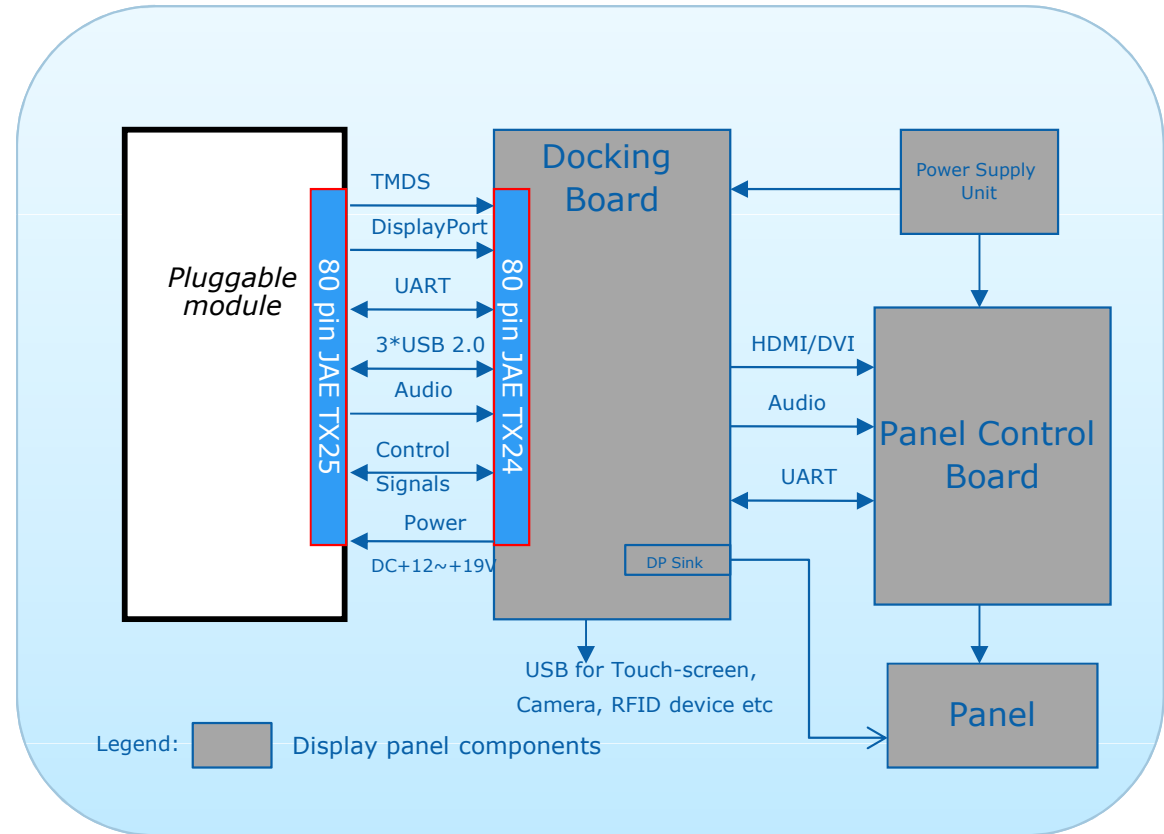 Pluggable
module
80 pin JAE TX25
TMDS
DisplayPort
UART
3*USB 2.0
Audio
Control
Signals
Power
DC+12~+19V
80 pin JAE TX24
Docking
Board
DP Sink
USB for Touch-screen,
Camera, RFID device etc
HDMI/DVI
Audio
UART
Power Supply
Unit
Panel Control
Board
Panel
Legend:
Display panel components